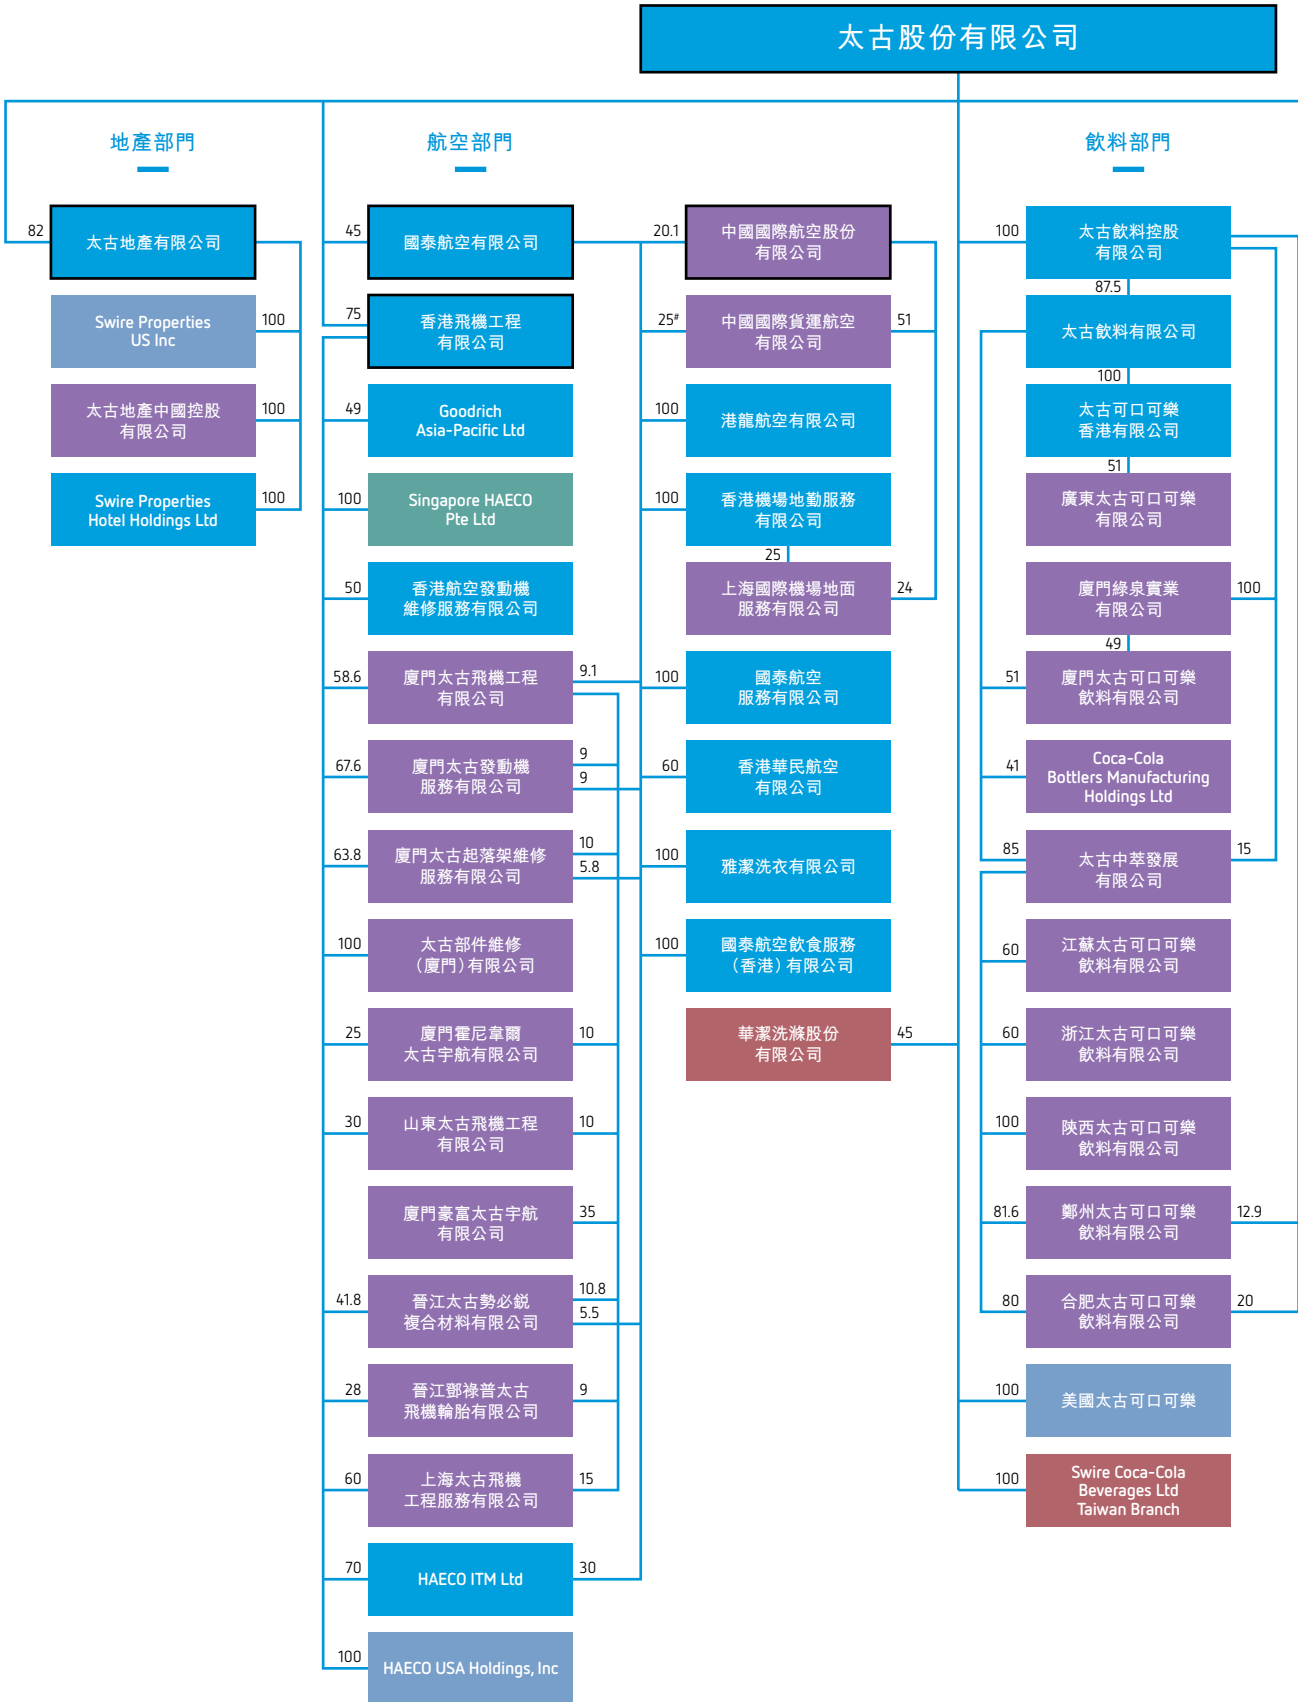 太古股份有限公司
地產部門
82
太古地產有限公司
Swire Properties
US Inc
100
太古地產中國控股
有限公司
100
Swire Properties
Hotel Holdings Ltd
100
航空部門
45
國泰航空有限公司
75
香港飛機工程
有限公司
49
Goodrich
Asia-Pacific Ltd
100
Singapore HAECO
Pte Ltd
50
香港航空發動機
維修服務有限公司
58.6
廈門太古飛機工程
有限公司
9.1
67.6
廈門太古發動機
服務有限公司
9
9
63.8
廈門太古起落架維修
服務有限公司
10
5.8
100
太古部件維修
（廈門）有限公司
25
廈門霍尼韋爾
太古宇航有限公司
10
30
山東太古飛機工程
有限公司
10
廈門豪富太古宇航
有限公司
35
41.8
晉江太古勢必銳
複合材料有限公司
10.8
5.5
28
晉江鄧祿普太古
飛機輪胎有限公司
9
60
上海太古飛機
工程服務有限公司
15
70
HAECO ITM Ltd
30
100
HAECO USA Holdings, Inc
20.1
中國國際航空股份
有限公司
25#
中國國際貨運航空
有限公司
51
100
港龍航空有限公司
100
香港機場地勤服務
有限公司
25
上海國際機場地面
服務有限公司
24
100
國泰航空
服務有限公司
60
香港華民航空
有限公司
100
雅潔洗衣有限公司
100
國泰航空飲食服務
（香港）有限公司
華潔洗滌股份
有限公司
45
飲料部門
100
太古飲料控股
有限公司
87.5
太古飲料有限公司
100
太古可口可樂
香港有限公司
51
廣東太古可口可樂
有限公司
廈門綠泉實業
有限公司
100
49
51
廈門太古可口可樂
飲料有限公司
41
Coca-Cola
Bottlers Manufacturing
Holdings Ltd
85
太古中萃發展
有限公司
15
60
江蘇太古可口可樂
飲料有限公司
60
浙江太古可口可樂
飲料有限公司
100
陝西太古可口可樂
飲料有限公司
81.6
鄭州太古可口可樂
飲料有限公司
12.9
80
合肥太古可口可樂
飲料有限公司
20
100
美國太古可口可樂
100
Swire Coca-Cola
Beverages Ltd
Taiwan Branch